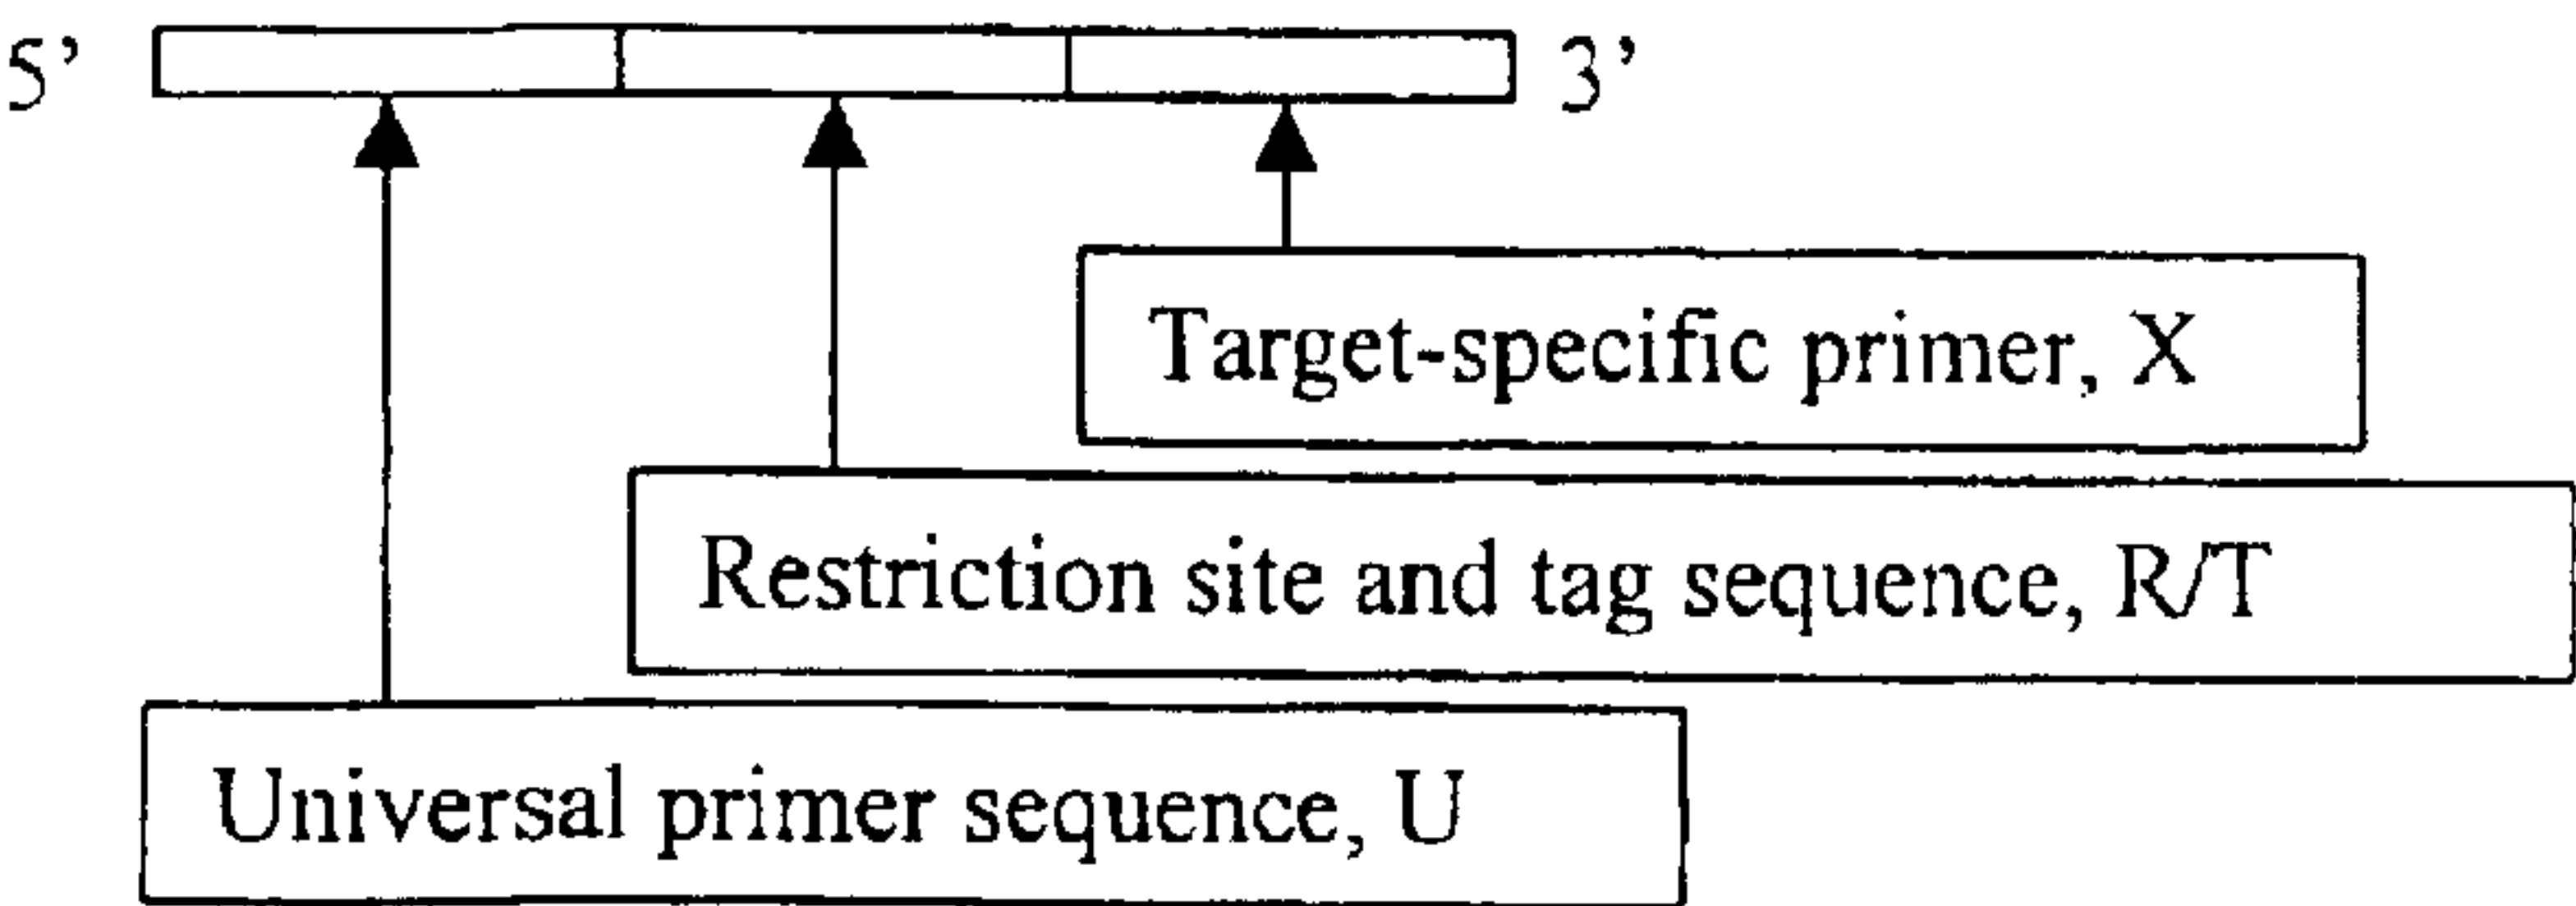 5’ 3’
Target-specific primer, X
Restriction site and tag sequence, R/T
Universal primer sequence, U